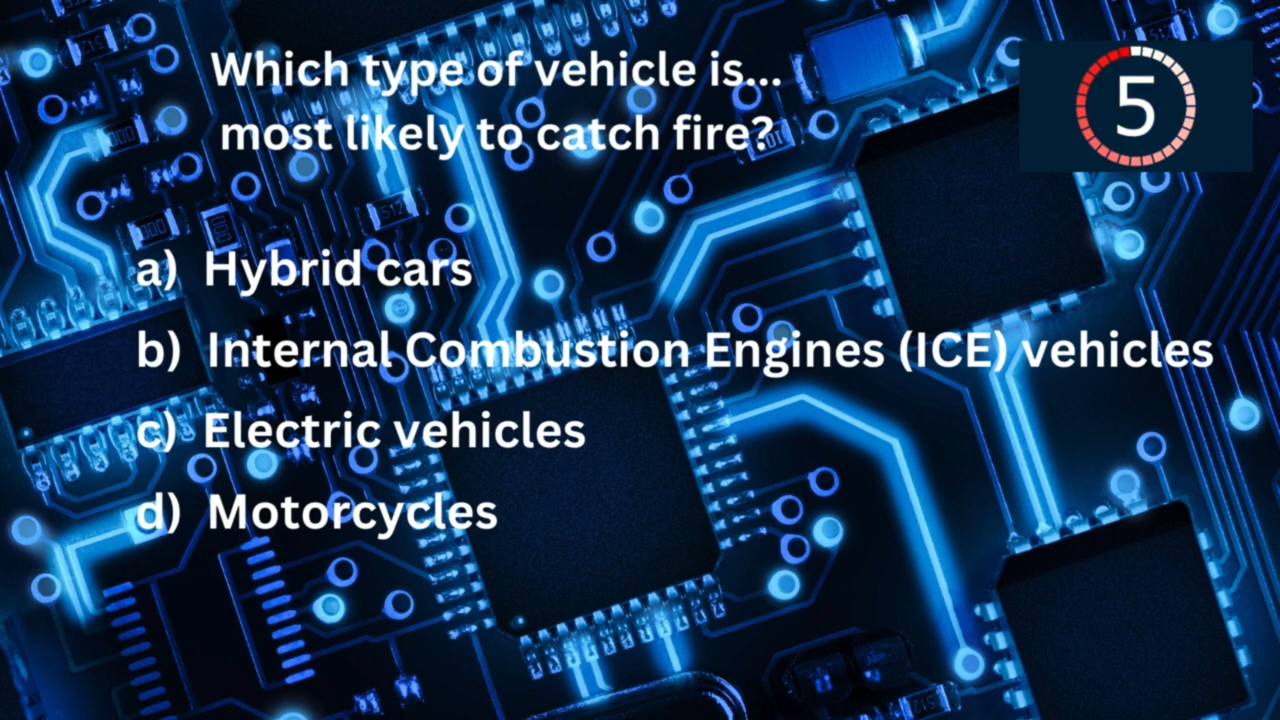 Which type of vehicle is...
most likely to catch fire?
5
a) Hybrid cars
b) Internal Combustion Engines (ICE) vehicles
c) Electric vehicles
d) Motorcycles